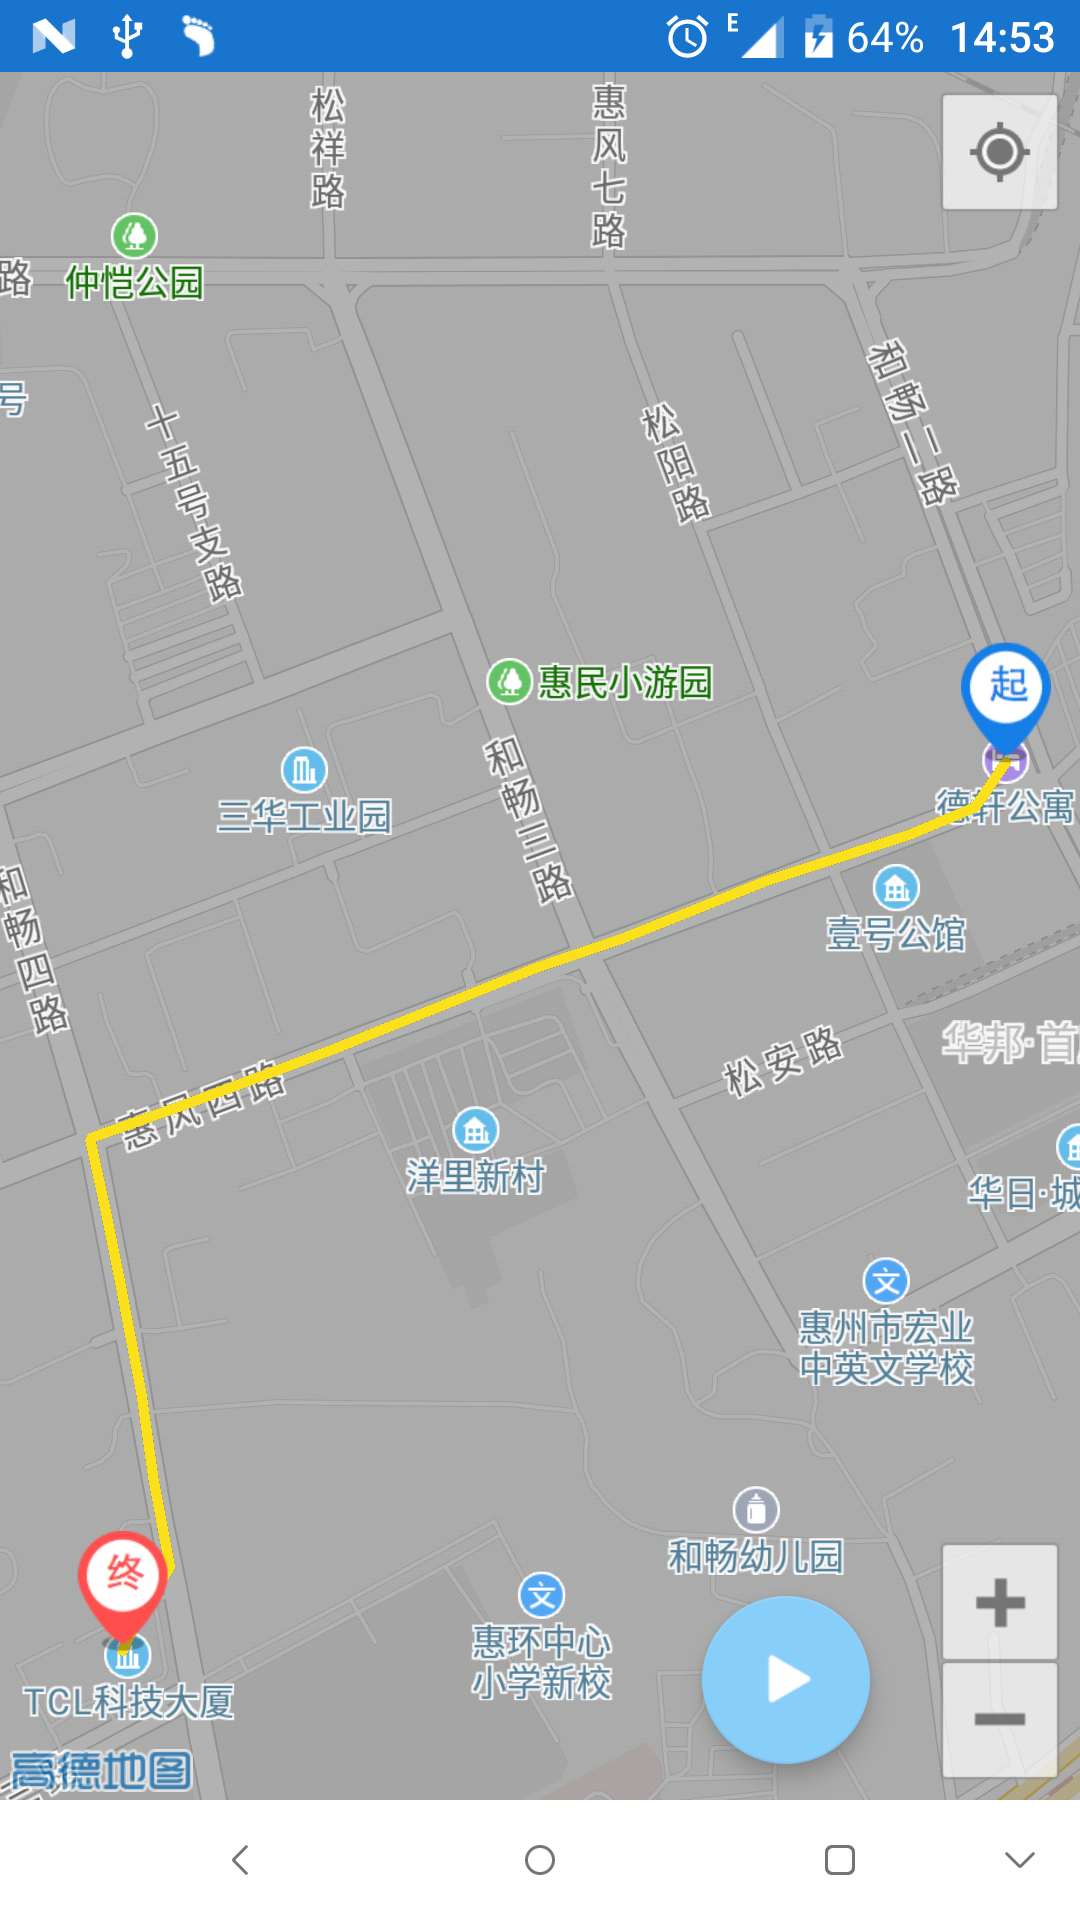 E 64% 14:53
松祥路
惠风七路
路
仲恺公园
号
和畅二路
十五号支路
松阳路
惠民小游园
起
和畅三路
三华工业园
德轩公寓
和畅四路
壹号公馆
华邦·首
松安路
惠风四路
洋里新村
华日·城
惠州市宏业
中英文学校
和畅幼儿园
终
惠环中心
小学新校
TCL科技大厦
高德地图